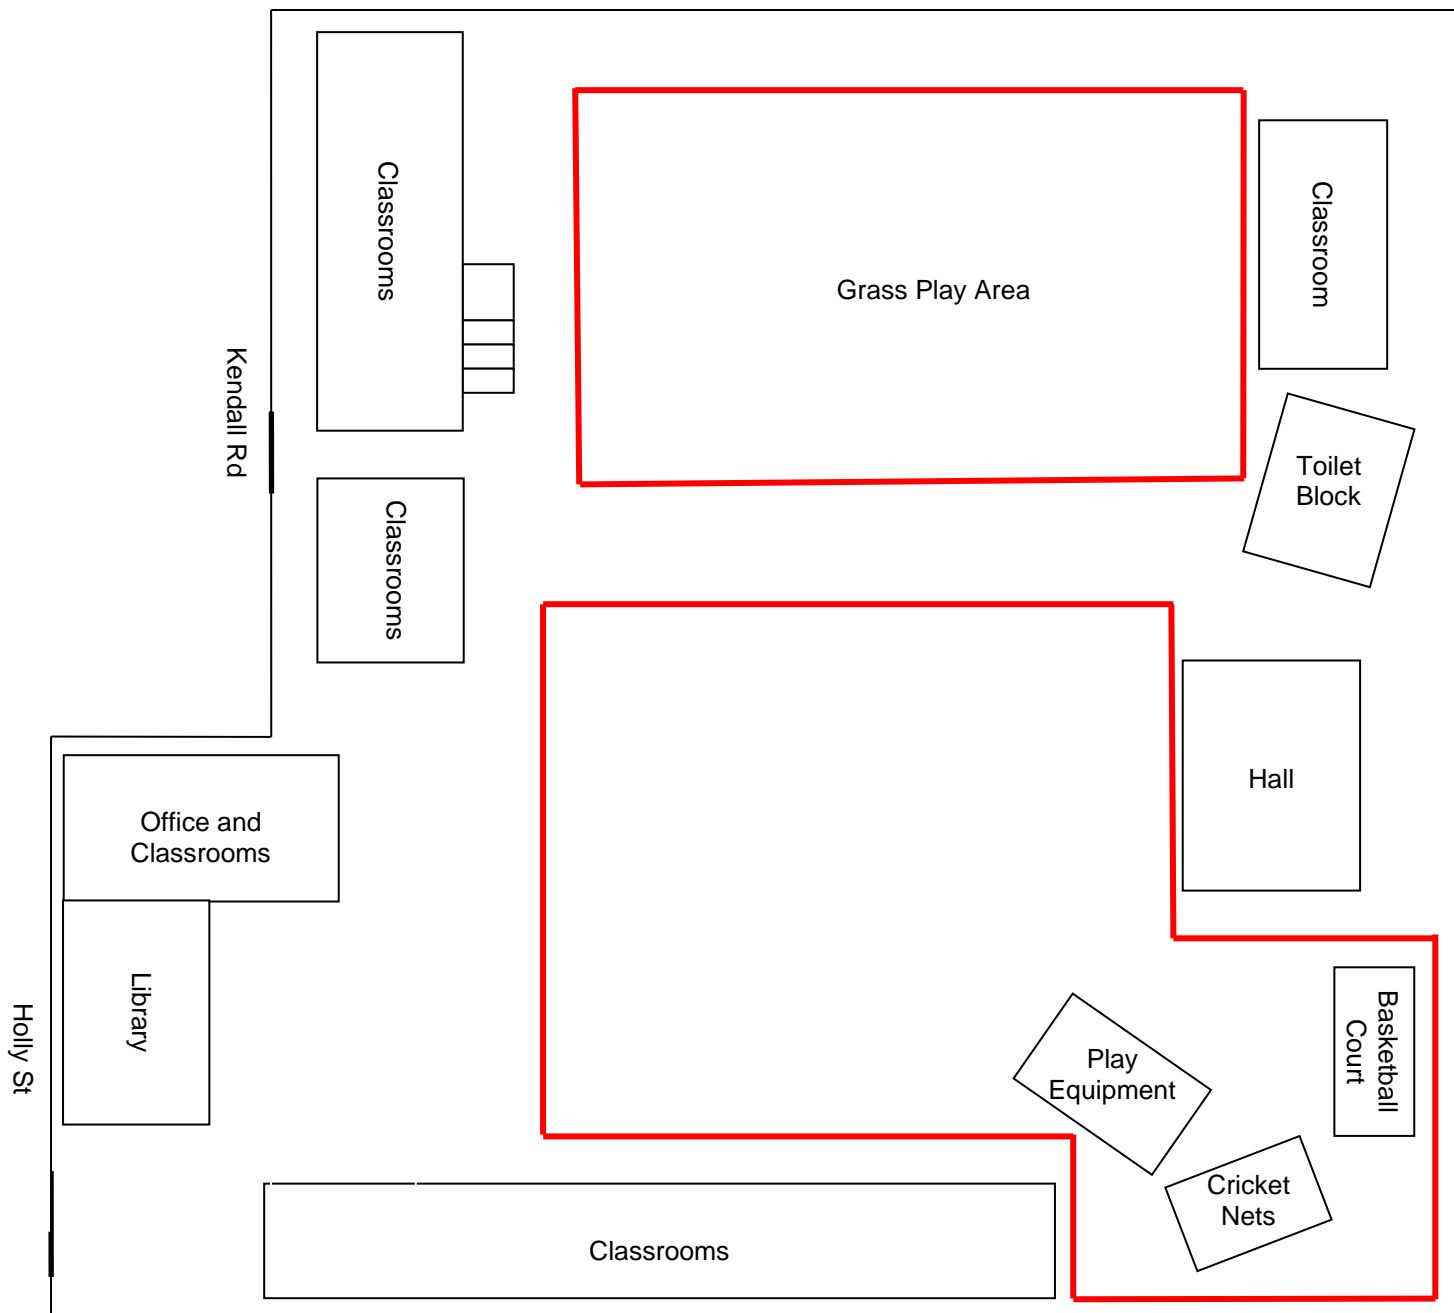 Classrooms
Grass Play Area
Classroom
Kendall Rd
Toilet
Block
Classrooms
Hall
Office and
Classrooms
Library
Holly St
Basketball
Court
Play
Equipment
Cricket
Nets
Classrooms